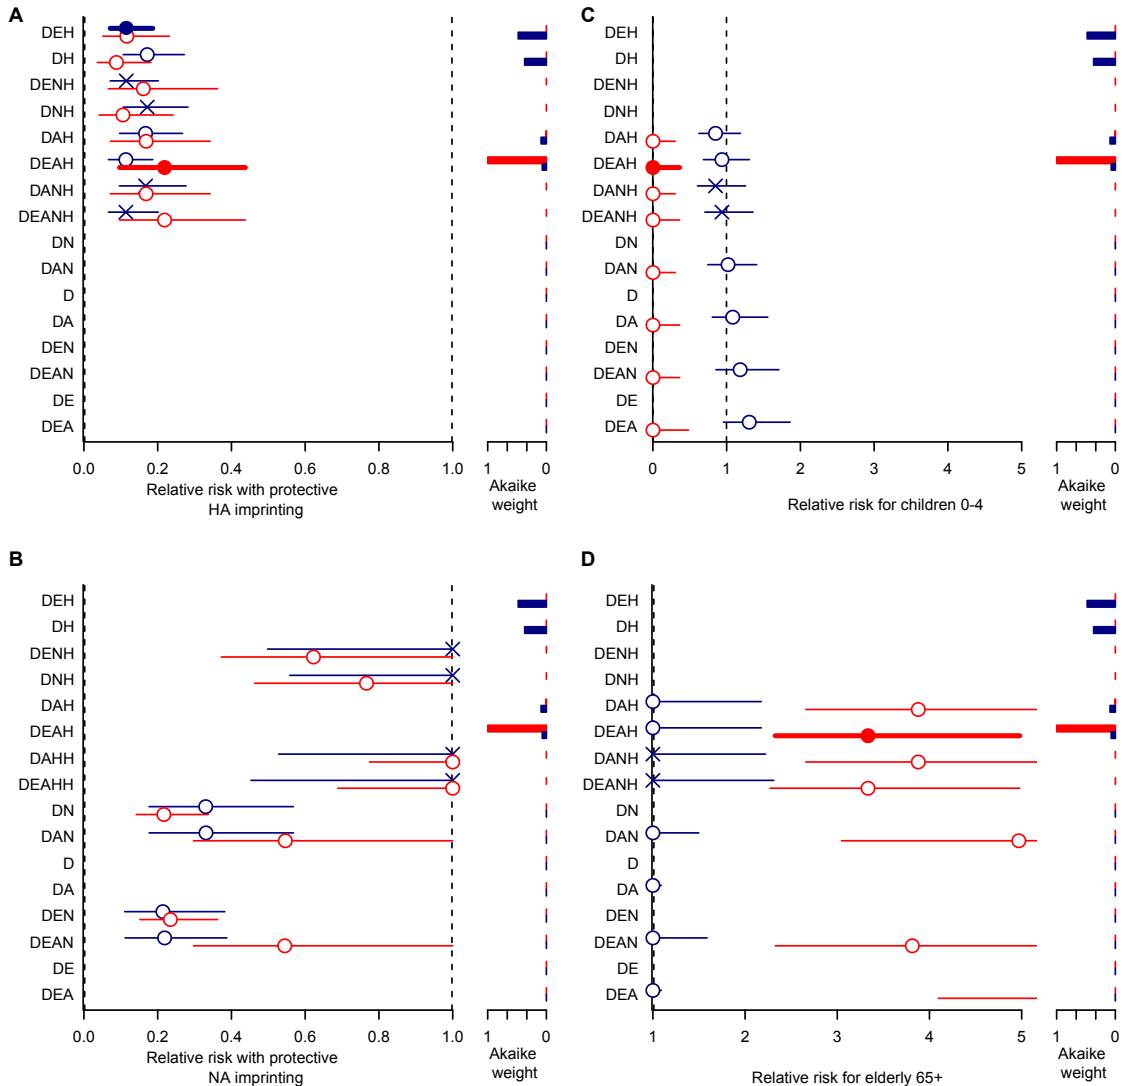 A
DEH
DH
DENH
DNH
DAH
DEAH
DANH
DEANH
DN
DAN
D
DA
DEN
DEAN
DE
DEA
0.0 0.2 0.4 0.6 0.8 1.0
Relative risk with protective
HA imprinting
1 0
Akaike
weight
C
DEH
DH
DENH
DNH
DAH
DEAH
DANH
DEANH
DN
DAN
D
DA
DEN
DEAN
DE
DEA
0 1 2 3 4 5
Relative risk for children 0-4
1 0
Akaike
weight
B
DEH
DH
DENH
DNH
DAH
DEAH
DAHH
DEAHH
DN
DAN
D
DA
DEN
DEAN
DE
DEA
0.0 0.2 0.4 0.6 0.8 1.0
Relative risk with protective
NA imprinting
1 0
Akaike
weight
D
DEH
DH
DENH
DNH
DAH
DEAH
DANH
DEANH
DN
DAN
D
DA
DEN
DEAN
DE
DEA
1 2 3 4 5
Relative risk for elderly 65+
1 0
Akaike
weight